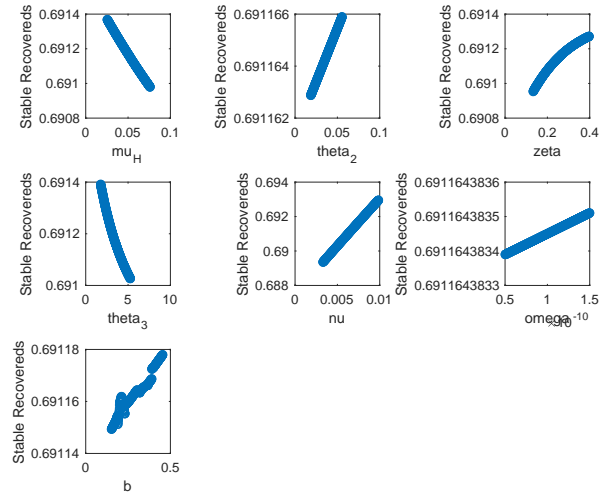 Stable Recovereds
0.6914
0.6912
0.691
0.6908
0 0.05 0.1
mu_H
Stable Recovereds
0.691166
0.691164
0.691162
0 0.05 0.1
theta_2
Stable Recovereds
0.6914
0.6912
0.691
0.6908
0 0.2 0.4
zeta
Stable Recovereds
0.6914
0.6912
0.691
0 5 10
theta_3
Stable Recovereds
0.694
0.692
0.69
0.688
0 0.005 0.01
nu
Stable Recovereds
0.6911643836
0.6911643835
0.6911643834
0.6911643833
0.5 1 1.5
omega
×10^-10
Stable Recovereds
0.69118
0.69116
0.69114
0 0.5
b